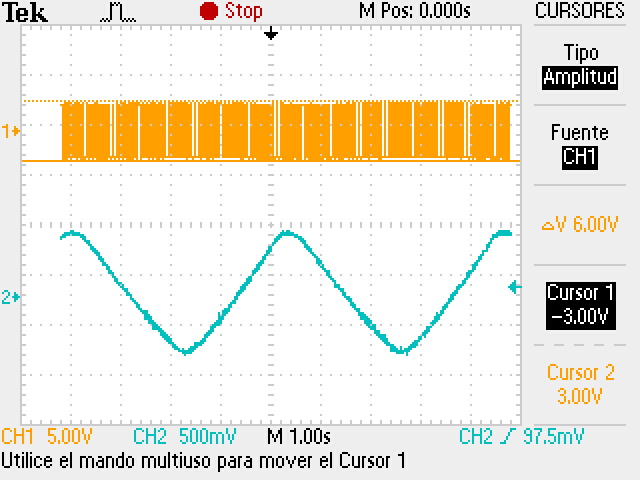 Tek Stop M Pos: 0.000s CURSORES
Tipo
Amplitud
Fuente
CH1
△V 6.00V
Cursor 1
−3.00V
Cursor 2
3.00V
1
2
CH1 5.00V CH2 500mV M 1.00s CH2 97.5mV
Utilice el mando multiuso para mover el Cursor 1